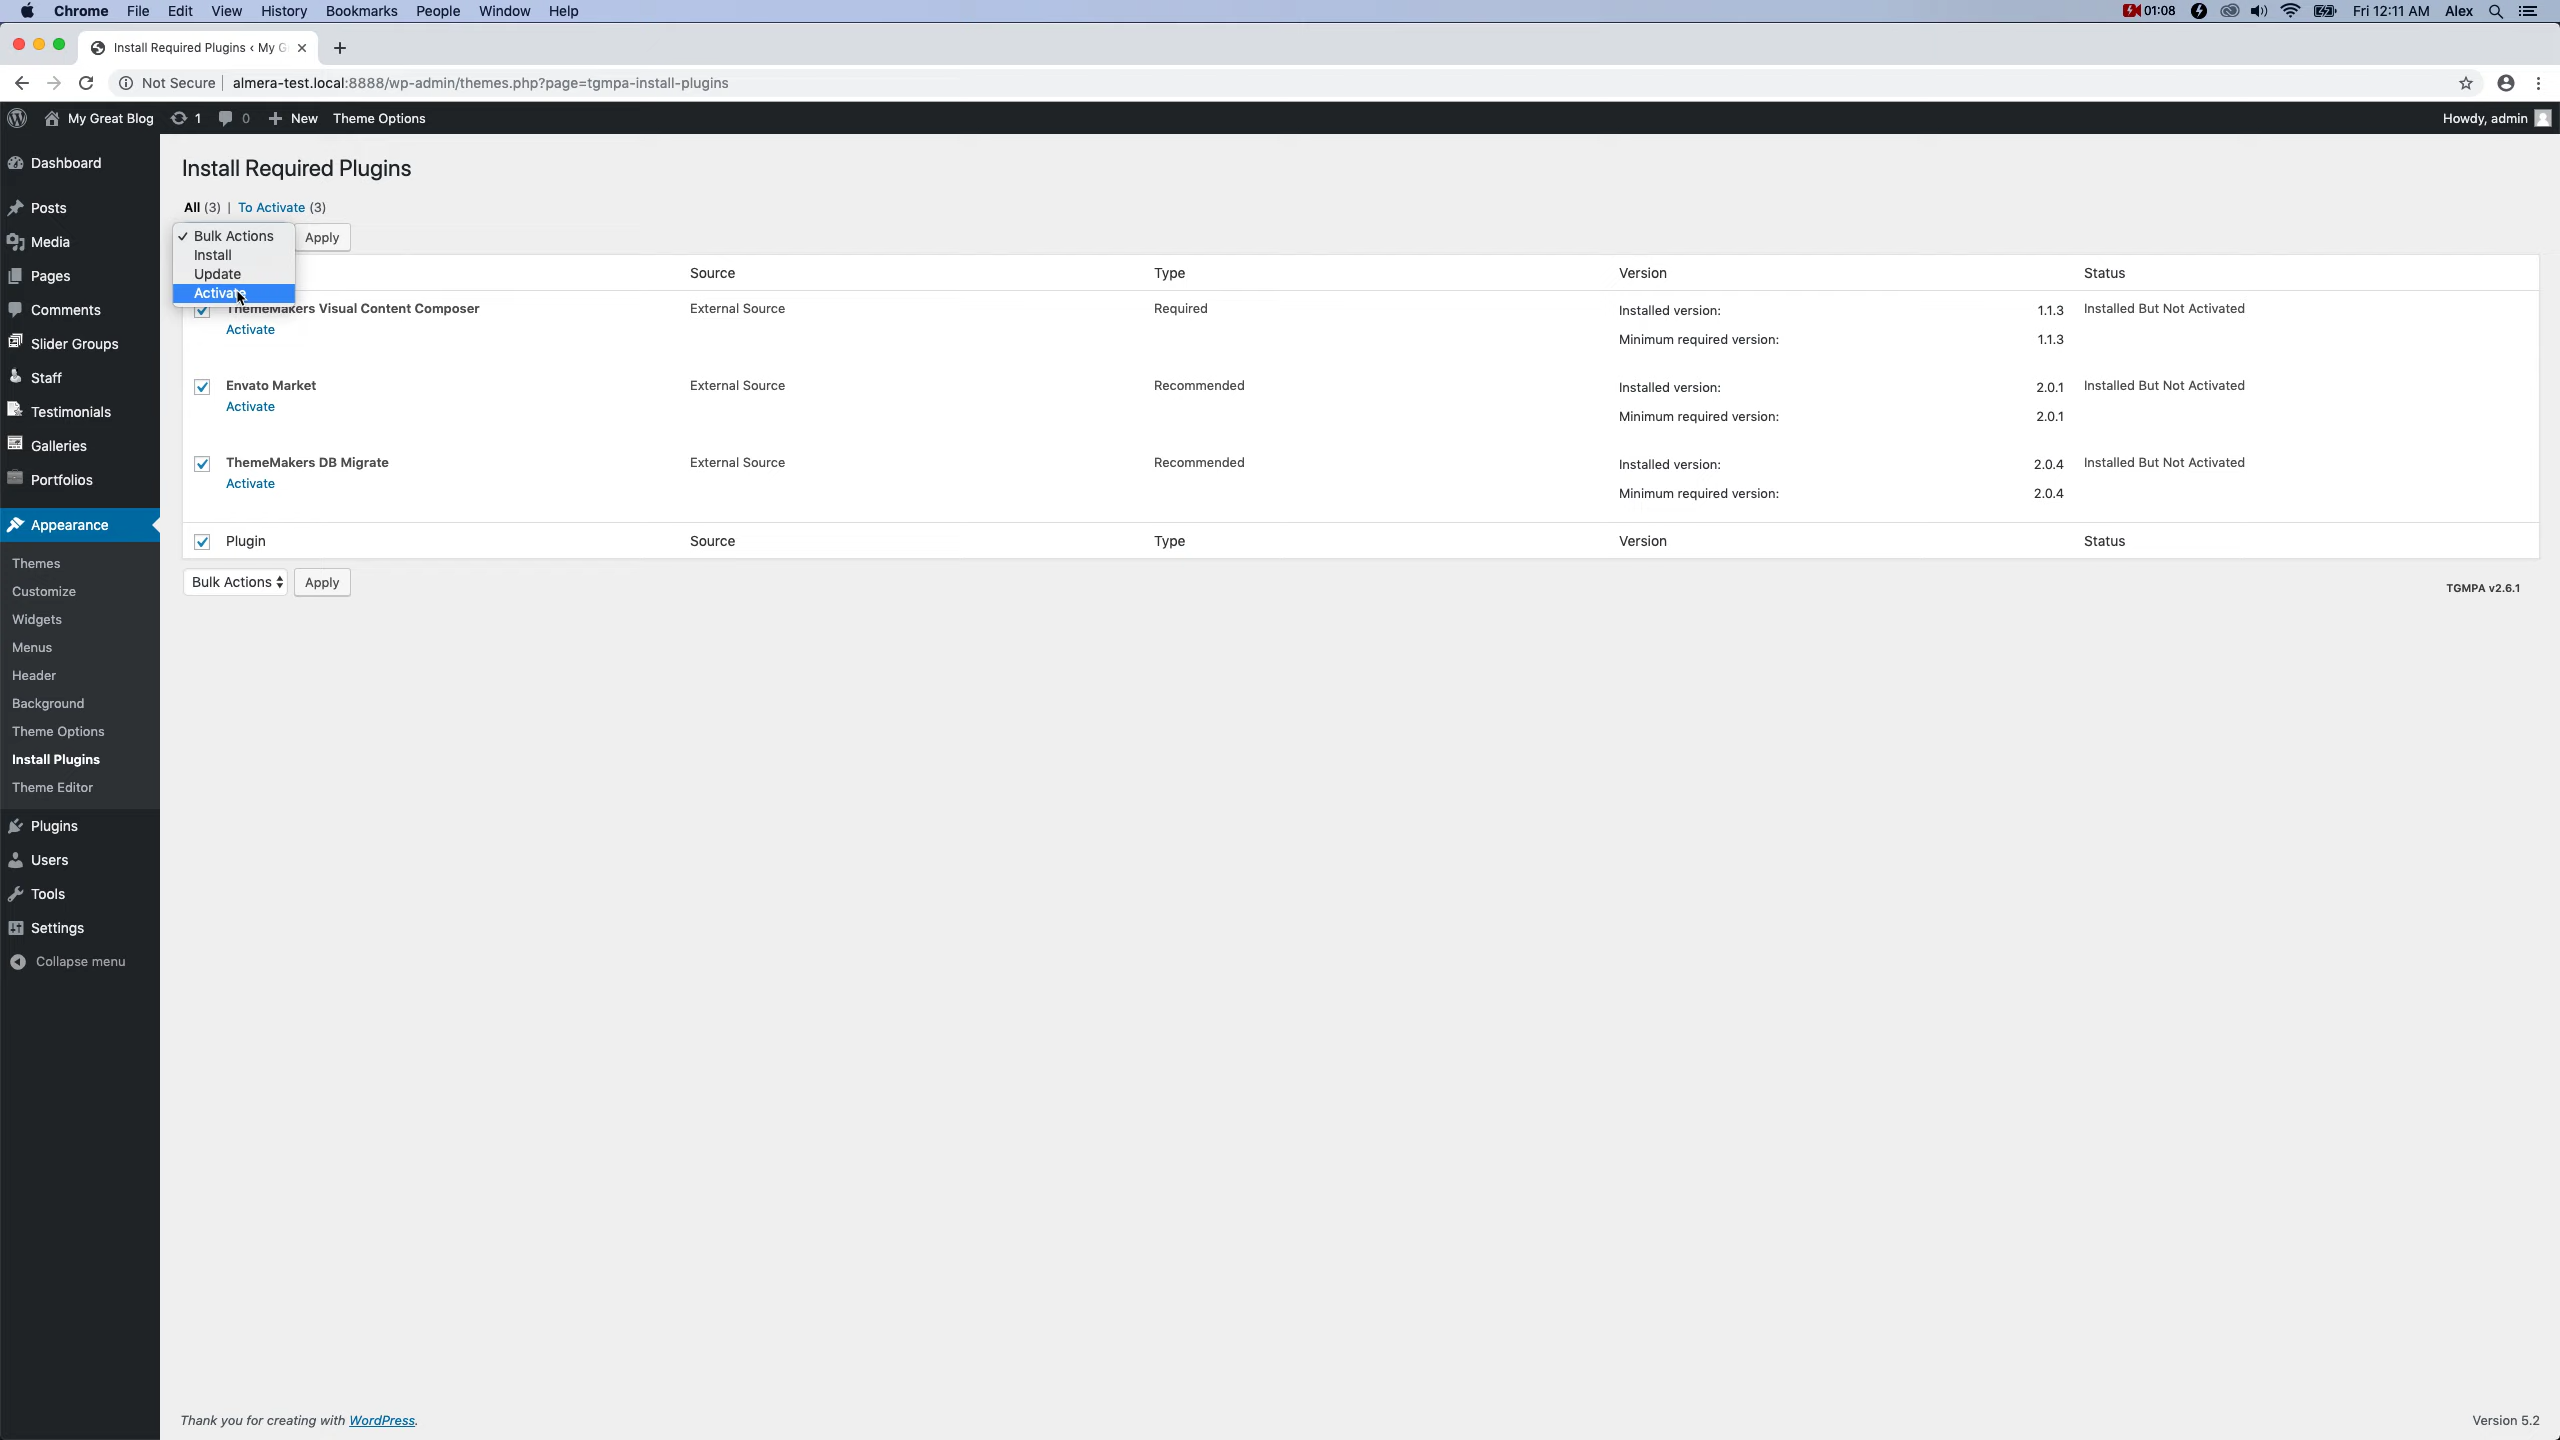 Chrome File Edit View History Bookmarks People Window Help 01:08 Fri 12:11 AM Alex
Install Required Plugins ‹ My G
Not Secure almera-test.local:8888/wp-admin/themes.php?page=tgmpa-install-plugins
My Great Blog 1 0 New Theme Options Howdy, admin
Dashboard
Posts
Media
Pages
Comments
Slider Groups
Staff
Testimonials
Galleries
Portfolios
Appearance
Themes
Customize
Widgets
Menus
Header
Background
Theme Options
Install Plugins
Theme Editor
Plugins
Users
Tools
Settings
Collapse menu
Install Required Plugins
All (3) | To Activate (3)
Bulk Actions Apply
Install
Update
Activate
Source Type Version Status
ThemeMakers Visual Content Composer External Source Required Installed version: 1.1.3 Installed But Not Activated
Activate
Minimum required version: 1.1.3
Envato Market External Source Recommended Installed version: 2.0.1 Installed But Not Activated
Activate
Minimum required version: 2.0.1
ThemeMakers DB Migrate External Source Recommended Installed version: 2.0.4 Installed But Not Activated
Activate
Minimum required version: 2.0.4
Plugin Source Type Version Status
Bulk Actions Apply
TGMPA v2.6.1
Thank you for creating with WordPress. Version 5.2